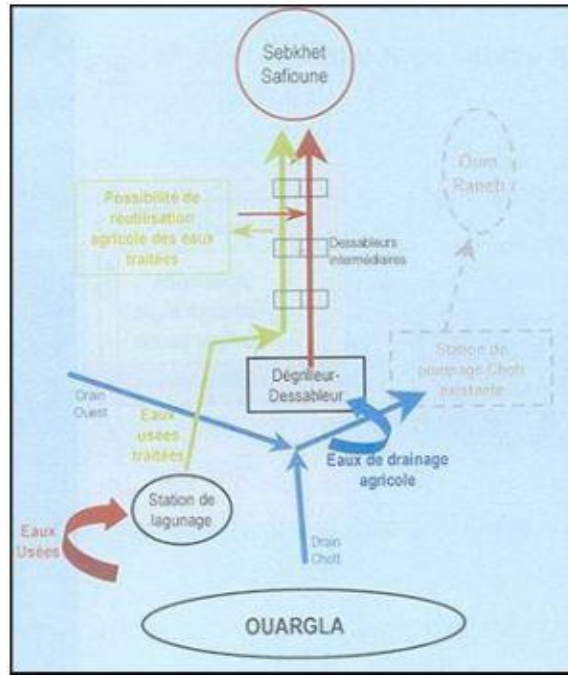 Sebkhet
Safioune
Oum
Raneb
Possibilité de
réutilisation
agricole des eaux
traitées
Dessableurs
intermédiaires
Station de
pompage Chott
existante
Dégrilleur-
Dessableur
Drain
Ouest
Eaux
usées
traitées
Eaux de drainage
agricole
Station de
lagunage
Eaux
Usées
Drain
Chott
OUARGLA